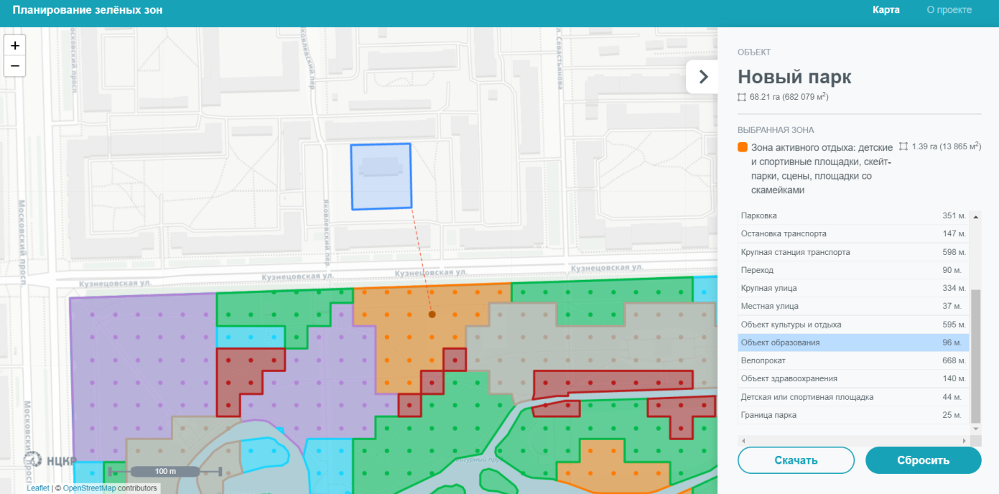 Планирование зелёных зон
Карта
О проекте
+
−
Московский просп.
Яковлевский пер.
л. Севастьянова
Московский просп.
Яковлевский пер.
Кузнецовская ул.
Кузнецовская ул.
Кузнецовская ул.
Кузнецовская ул.
Московский просп.
НЦКР
100 m
Leaflet | © OpenStreetMap contributors
ОБЪЕКТ
Новый парк
68.21 га (682 079 м²)
ВЫБРАННАЯ ЗОНА
Зона активного отдыха: детские 1.39 га (13 865 м²)
и спортивные площадки, скейт-
парки, сцены, площадки со
скамейками
Парковка 351 м.
Остановка транспорта 147 м.
Крупная станция транспорта 598 м.
Переход 90 м.
Крупная улица 334 м.
Местная улица 37 м.
Объект культуры и отдыха 595 м.
Объект образования 96 м.
Велопрокат 668 м.
Объект здравоохранения 140 м.
Детская или спортивная площадка 44 м.
Граница парка 25 м.
Скачать
Сбросить